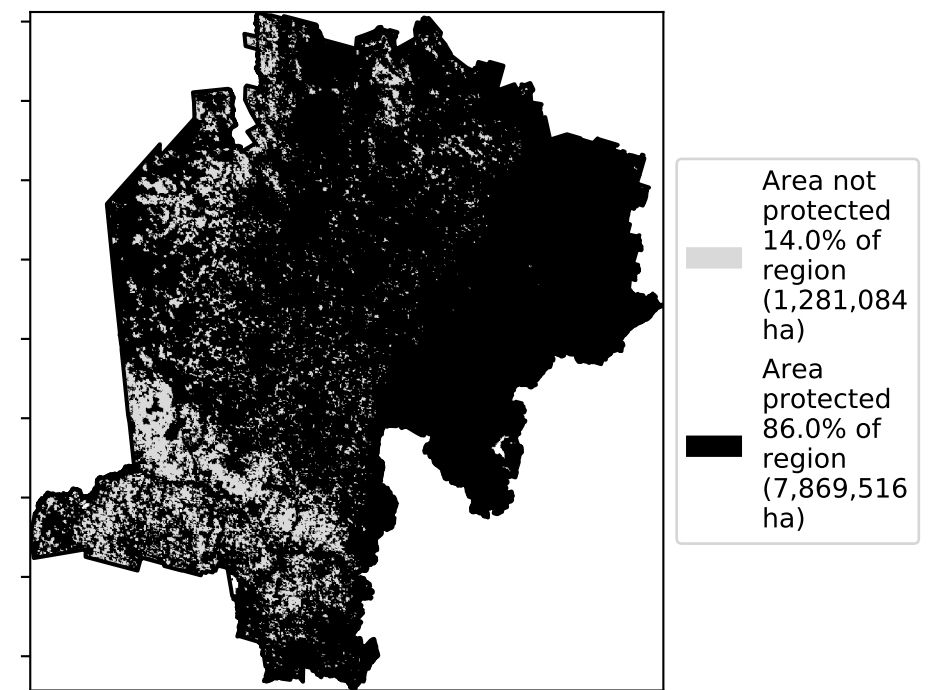 Area not
protected
14.0% of
region
(1,281,084
ha)
Area
protected
86.0% of
region
(7,869,516
ha)